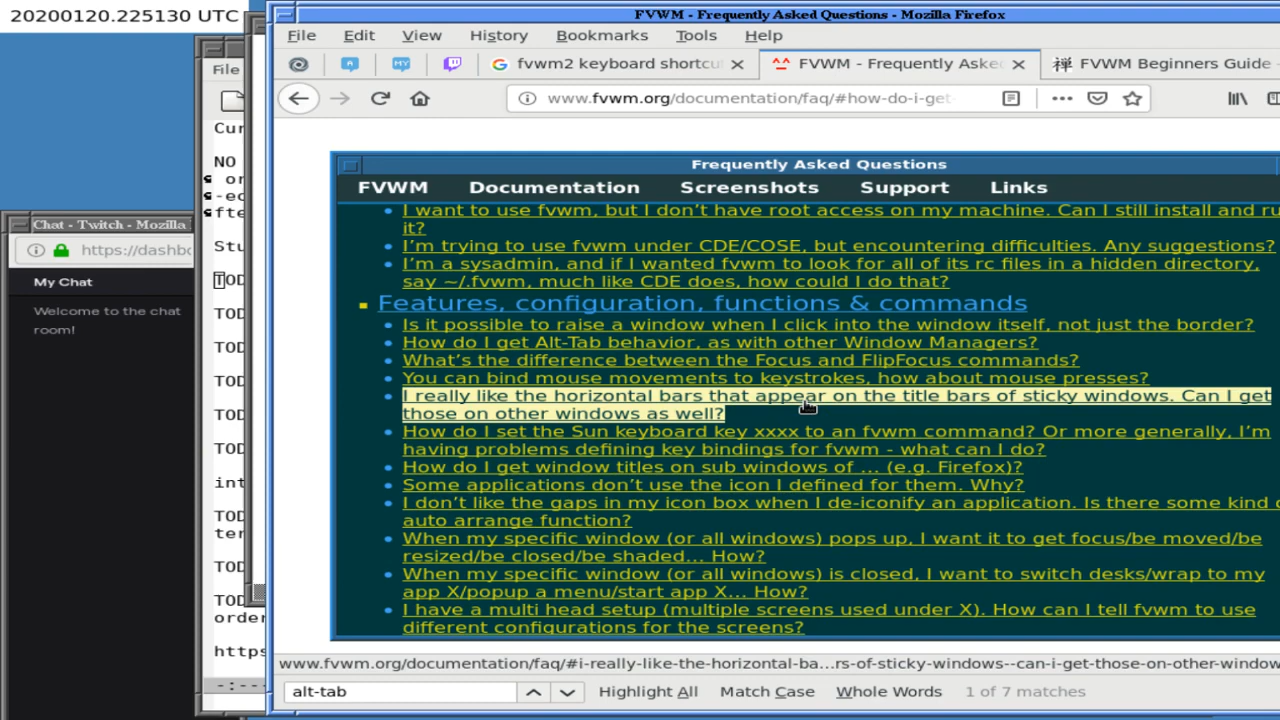 20200120.225130 UTC
FVWM - Frequently Asked Questions - Mozilla Firefox
File Edit View History Bookmarks Tools Help
fvwm2 keyboard shortcu
FVWM - Frequently Aske
禅 FVWM Beginners Guide
www.fvwm.org/documentation/faq/#how-do-i-get-
Frequently Asked Questions
FVWM Documentation Screenshots Support Links
I want to use fvwm, but I don’t have root access on my machine. Can I still install and ru
it?
I’m trying to use fvwm under CDE/COSE, but encountering difficulties. Any suggestions?
I’m a sysadmin, and if I wanted fvwm to look for all of its rc files in a hidden directory,
say ~/.fvwm, much like CDE does, how could I do that?
Features, configuration, functions & commands
Is it possible to raise a window when I click into the window itself, not just the border?
How do I get Alt-Tab behavior, as with other Window Managers?
What’s the difference between the Focus and FlipFocus commands?
You can bind mouse movements to keystrokes, how about mouse presses?
I really like the horizontal bars that appear on the title bars of sticky windows. Can I get
those on other windows as well?
How do I set the Sun keyboard key xxxx to an fvwm command? Or more generally, I’m
having problems defining key bindings for fvwm - what can I do?
How do I get window titles on sub windows of ... (e.g. Firefox)?
Some applications don’t use the icon I defined for them. Why?
I don’t like the gaps in my icon box when I de-iconify an application. Is there some kind o
auto arrange function?
When my specific window (or all windows) pops up, I want it to get focus/be moved/be
resized/be closed/be shaded... How?
When my specific window (or all windows) is closed, I want to switch desks/wrap to my
app X/popup a menu/start app X... How?
I have a multi head setup (multiple screens used under X). How can I tell fvwm to use
different configurations for the screens?
www.fvwm.org/documentation/faq/#i-really-like-the-horizontal-ba...rs-of-sticky-windows--can-i-get-those-on-other-window
alt-tab Highlight All Match Case Whole Words 1 of 7 matches
File
Cur
NO
or
-ec
fte
Stu
TOD
TOD
TOD
TOD
TOD
TOD
int
TOD
ter
TOD
TOD
order
https
-:---
Chat - Twitch - Mozilla
https://dashbo
My Chat
Welcome to the chat
room!